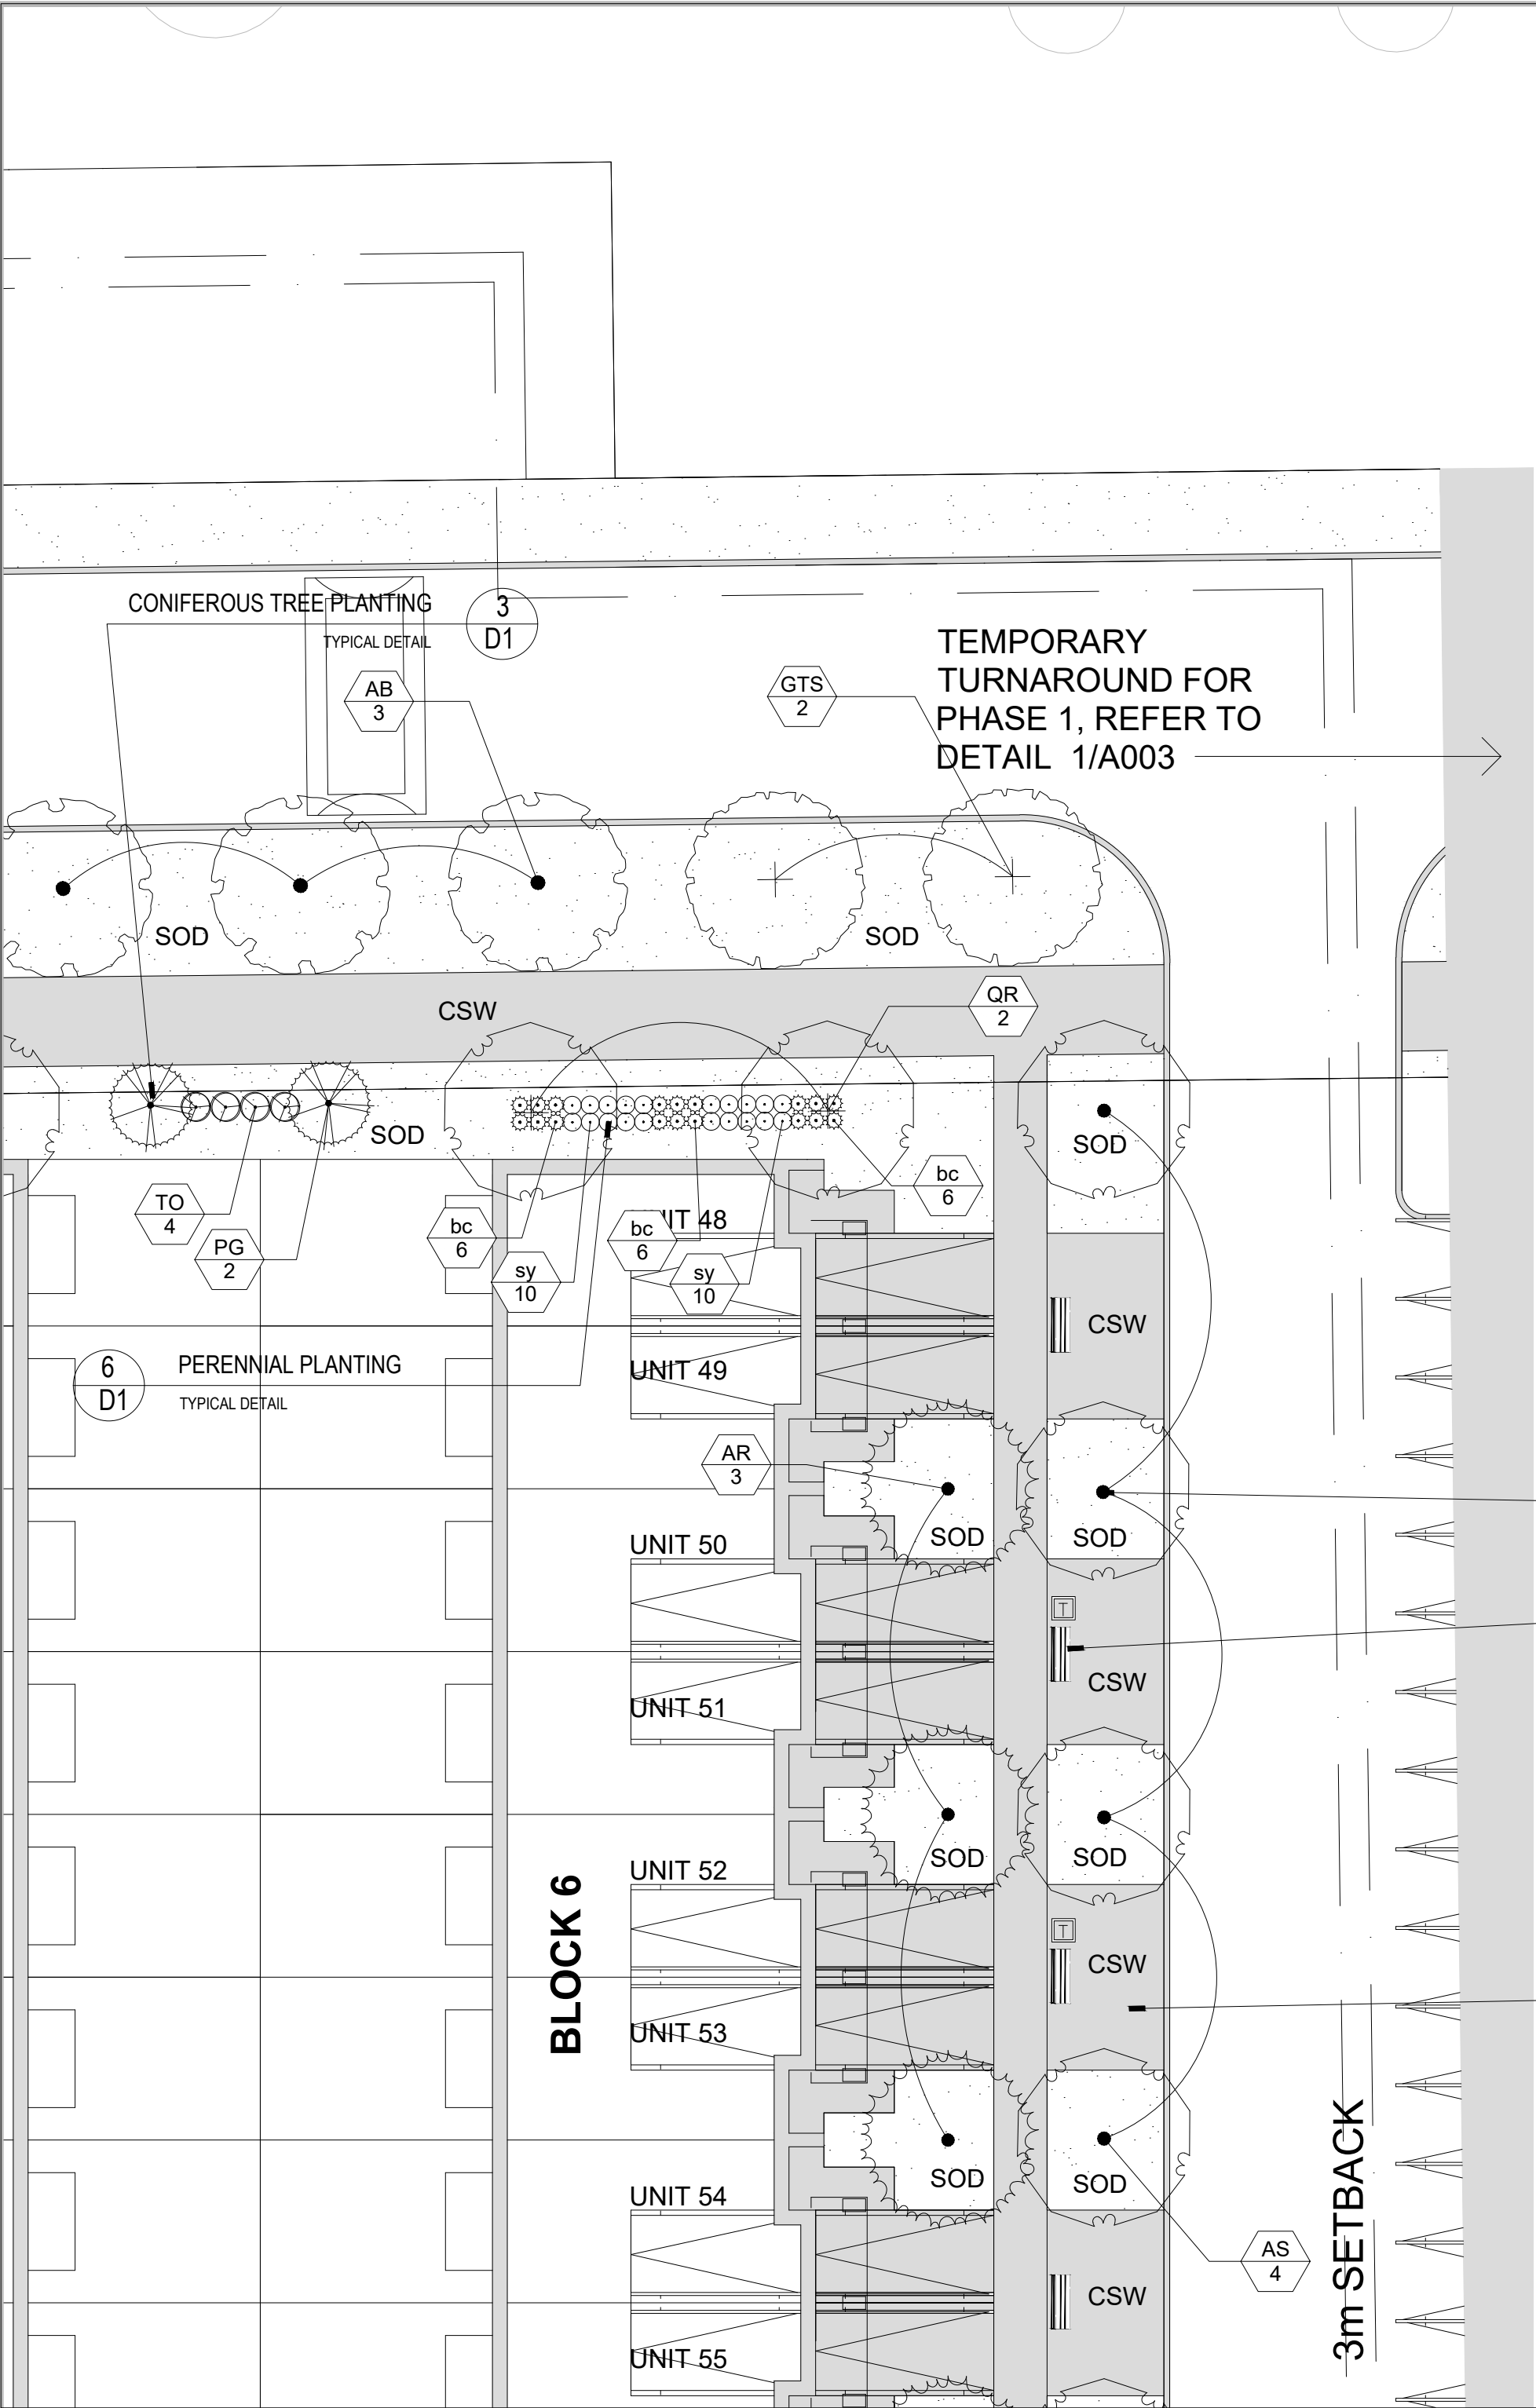 CONIFEROUS TREE PLANTING
TYPICAL DETAIL
3
D1
AB
3
GTS
2
TEMPORARY
TURNAROUND FOR
PHASE 1, REFER TO
DETAIL 1/A003
SOD
SOD
CSW
QR
2
SOD
SOD
TO
4
PG
2
bc
6
sy
10
bc
6
sy
10
bc
6
UNIT 49
CSW
6
D1
PERENNIAL PLANTING
TYPICAL DETAIL
AR
3
SOD
SOD
UNIT 50
T
CSW
UNIT 51
SOD
SOD
BLOCK 6
UNIT 52
T
CSW
UNIT 53
SOD
SOD
3m SETBACK
UNIT 54
AS
4
CSW
UNIT 55
IT 48